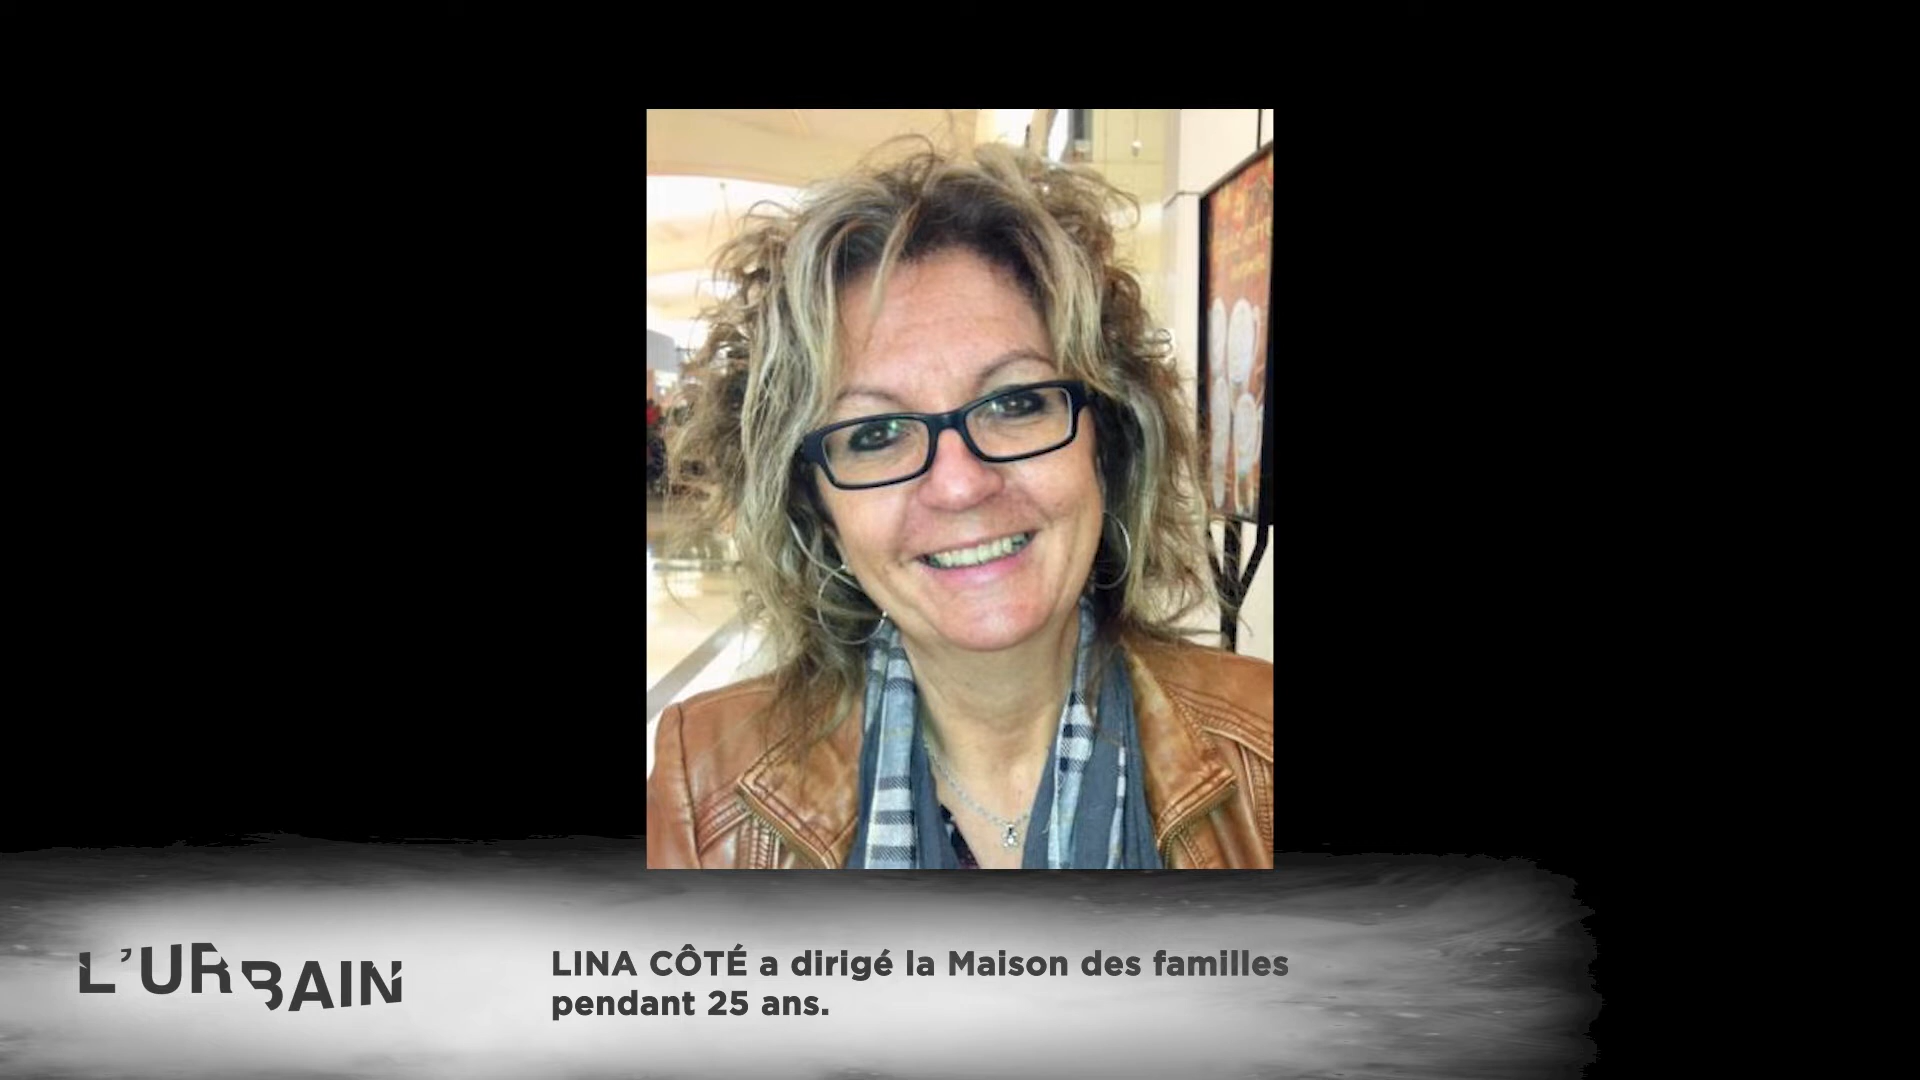 L'URBAIN
LINA CÔTÉ a dirigé la Maison des familles
pendant 25 ans.